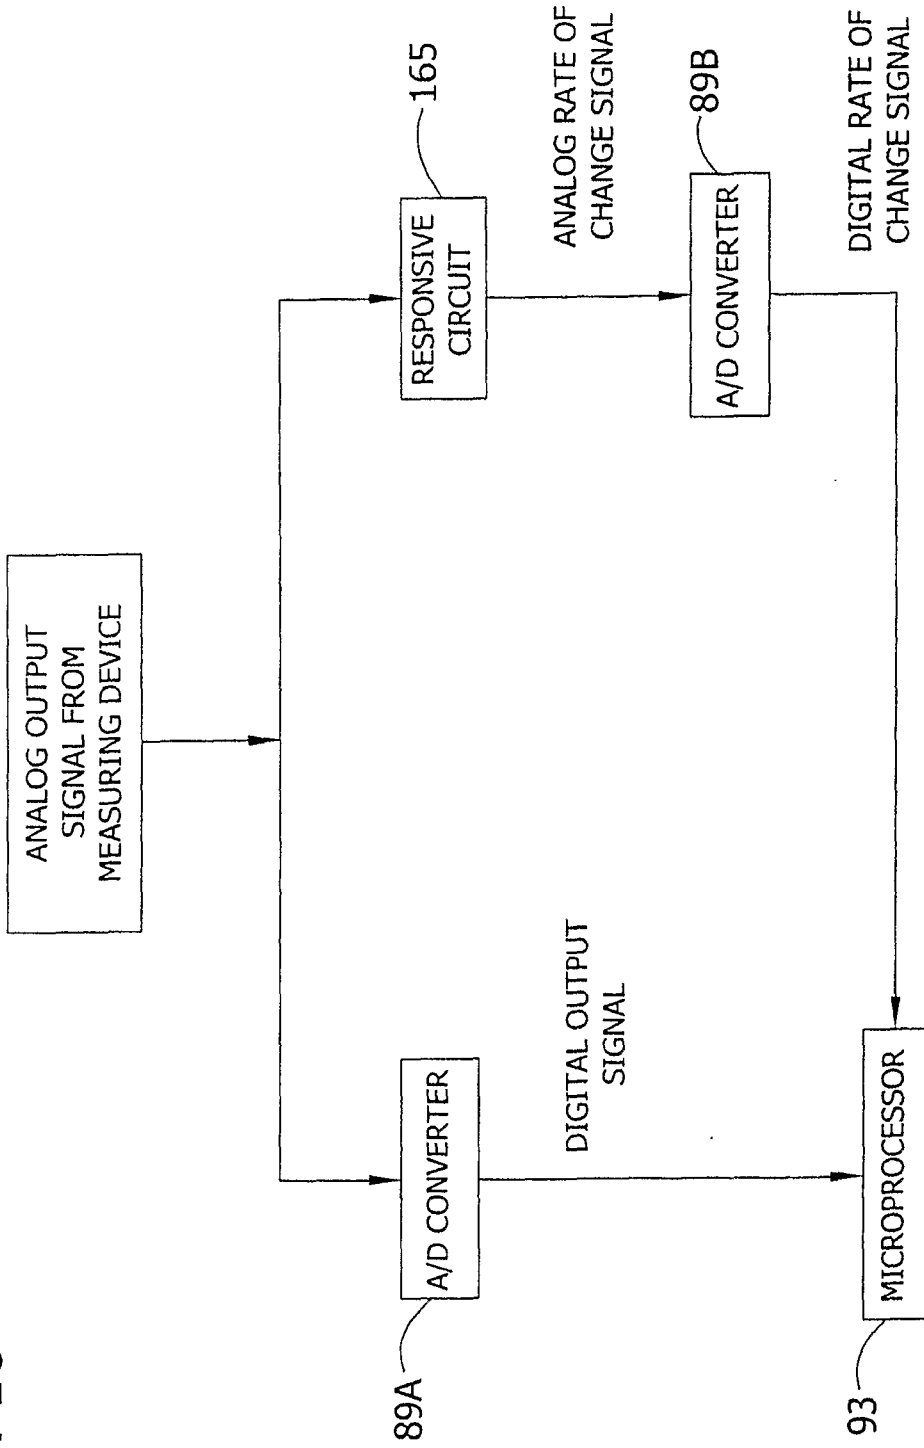 ANALOG OUTPUT
SIGNAL FROM
MEASURING DEVICE
89A
A/D CONVERTER
RESPONSIVE
CIRCUIT
165
DIGITAL OUTPUT
SIGNAL
ANALOG RATE OF
CHANGE SIGNAL
A/D CONVERTER
89B
93
MICROPROCESSOR
DIGITAL RATE OF
CHANGE SIGNAL